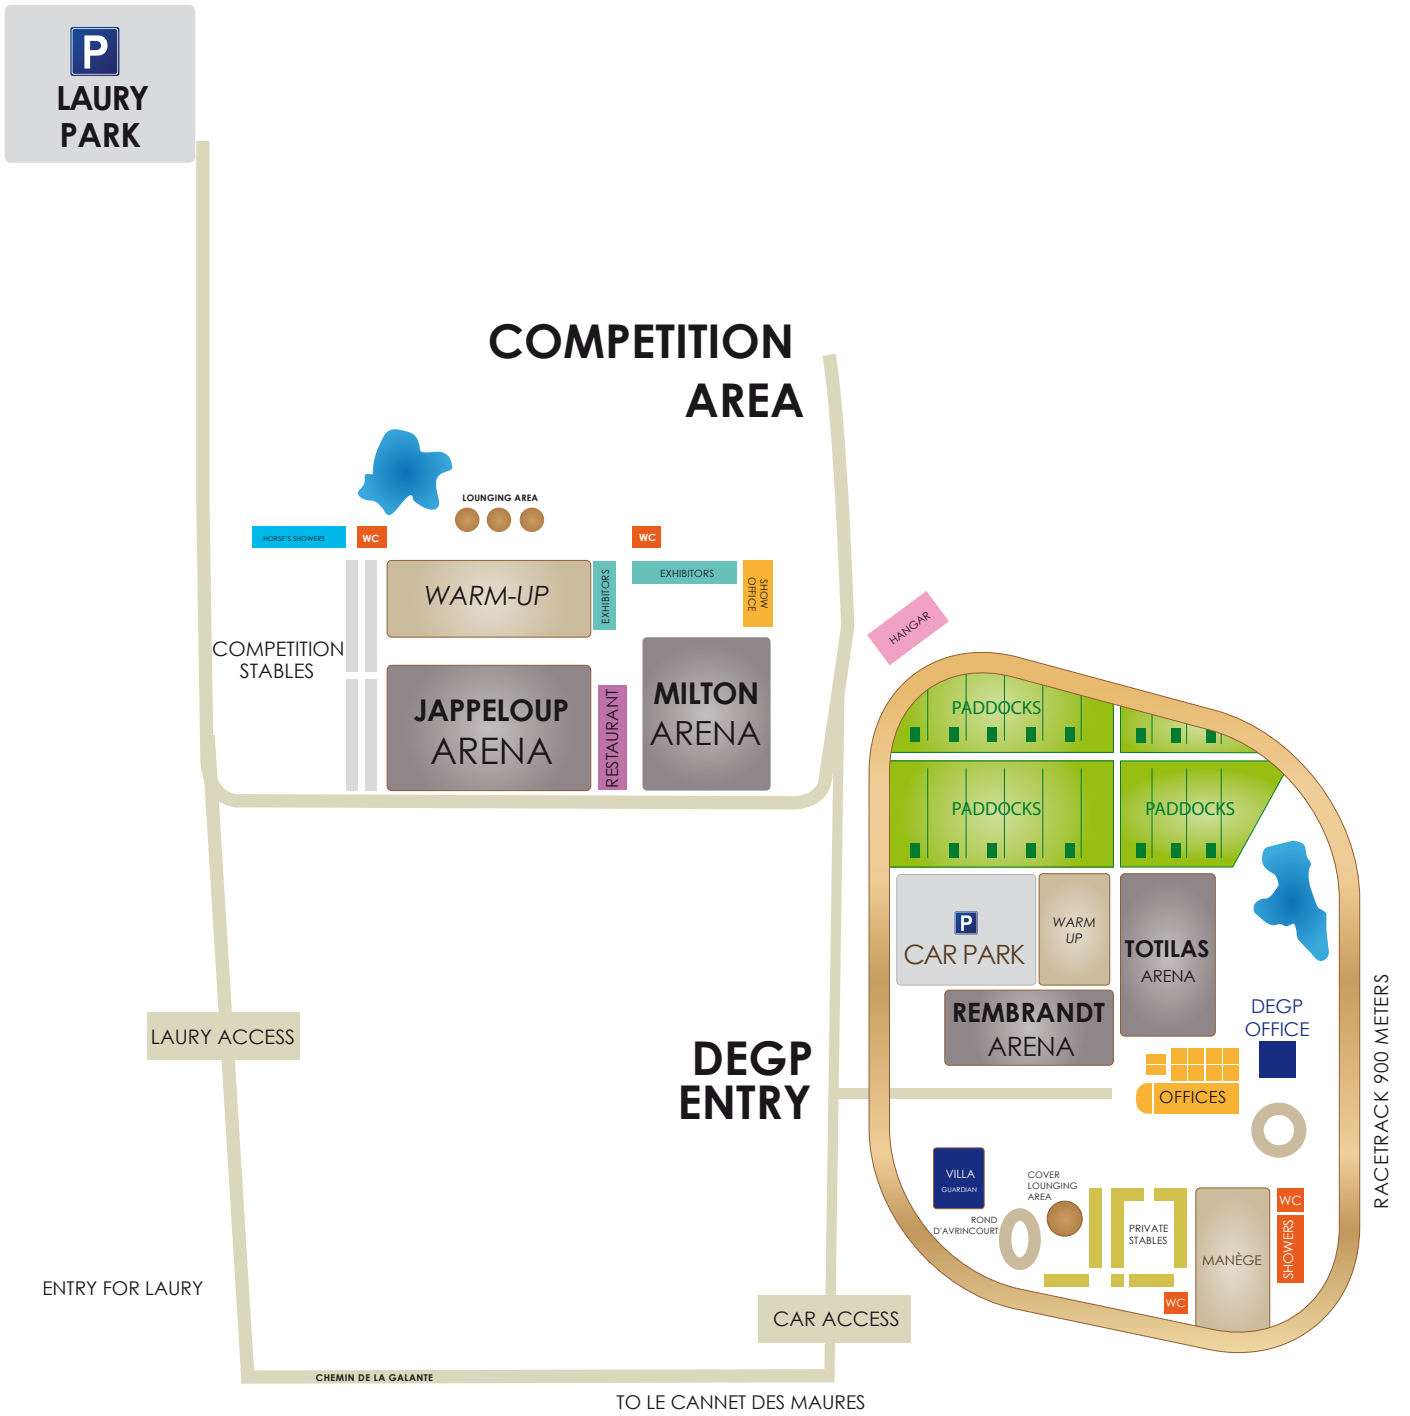 P
LAURY
PARK
COMPETITION
AREA
LOUNGING AREA
HORSE'S SHOWERS
WC
WC
WARM-UP
EXHIBITORS
EXHIBITORS
SHOW
OFFICE
HANGAR
COMPETITION
STABLES
JAPPELOUP
ARENA
RESTAURANT
MILTON
ARENA
PADDOCKS
PADDOCKS
PADDOCKS
P
CAR PARK
WARM
UP
TOTILAS
ARENA
REMBRANDT
ARENA
DEGP
OFFICE
RACETRACK 900 METERS
LAURY ACCESS
DEGP
ENTRY
OFFICES
VILLA
GUARDIAN
COVER
LOUNGING
AREA
ROND
D'AVRINCOURT
PRIVATE
STABLES
MANÈGE
WC
SHOWERS
WC
ENTRY FOR LAURY
CAR ACCESS
CHEMIN DE LA GALANTE
TO LE CANNET DES MAURES